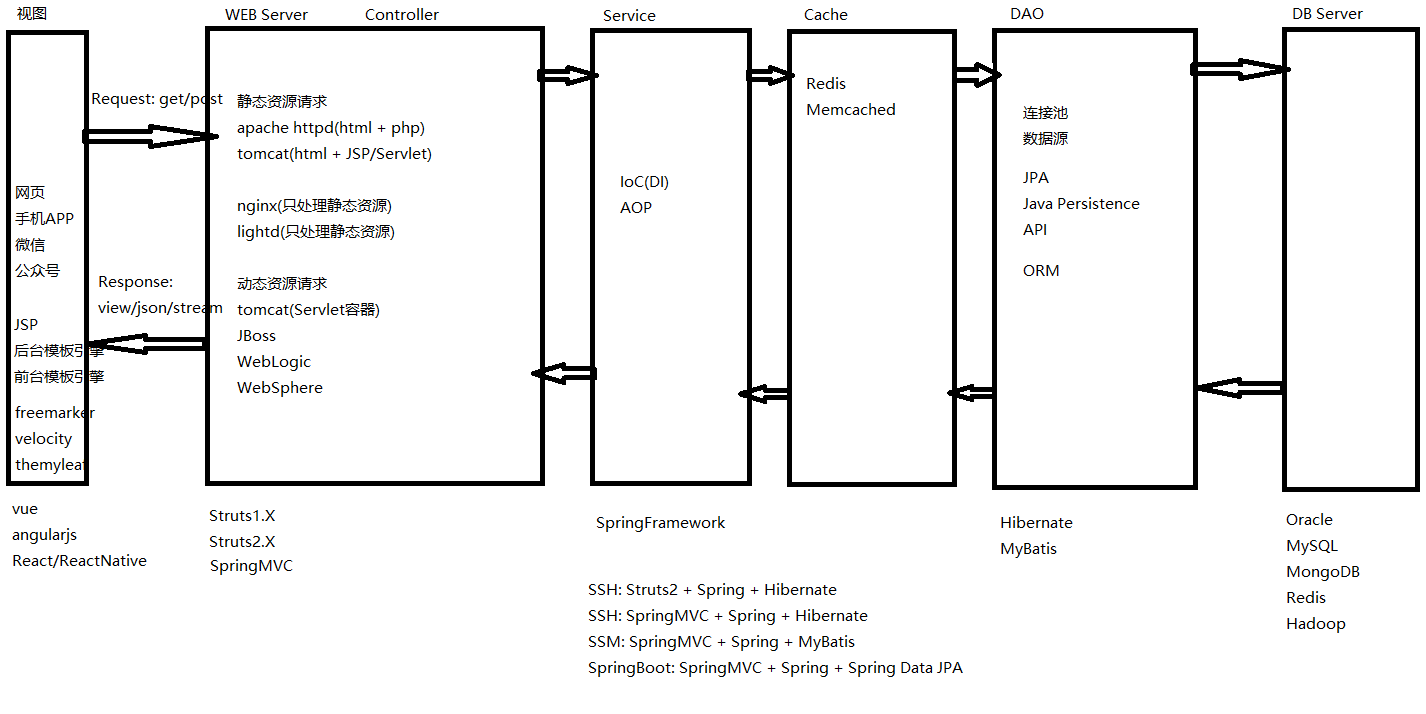 视图
WEB Server
Controller
Service
Cache
DAO
DB Server
Request: get/post
Response:
view/json/stream
网页
手机APP
微信
公众号
JSP
后台模板引擎
前台模板引擎
freemarker
velocity
themyleaf
vue
angularjs
React/ReactNative
静态资源请求
apache httpd(html + php)
tomcat(html + JSP/Servlet)
nginx(只处理静态资源)
lightd(只处理静态资源)
动态资源请求
tomcat(Servlet容器)
JBoss
WebLogic
WebSphere
Struts1.X
Struts2.X
SpringMVC
IoC(DI)
AOP
SpringFramework
Redis
Memcached
连接池
数据源
JPA
Java Persistence
API
ORM
Hibernate
MyBatis
Oracle
MySQL
MongoDB
Redis
Hadoop
SSH: Struts2 + Spring + Hibernate
SSH: SpringMVC + Spring + Hibernate
SSM: SpringMVC + Spring + MyBatis
SpringBoot: SpringMVC + Spring + Spring Data JPA